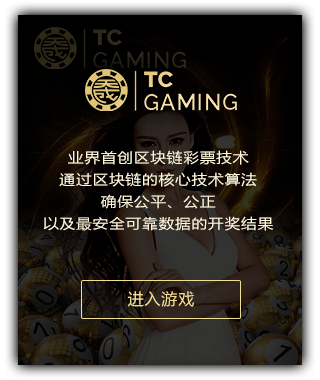 TC
GAMING
TC
GAMING
业界首创区块链彩票技术
通过区块链的核心技术算法
确保公平、公正
以及最安全可靠数据的开奖结果
进入游戏